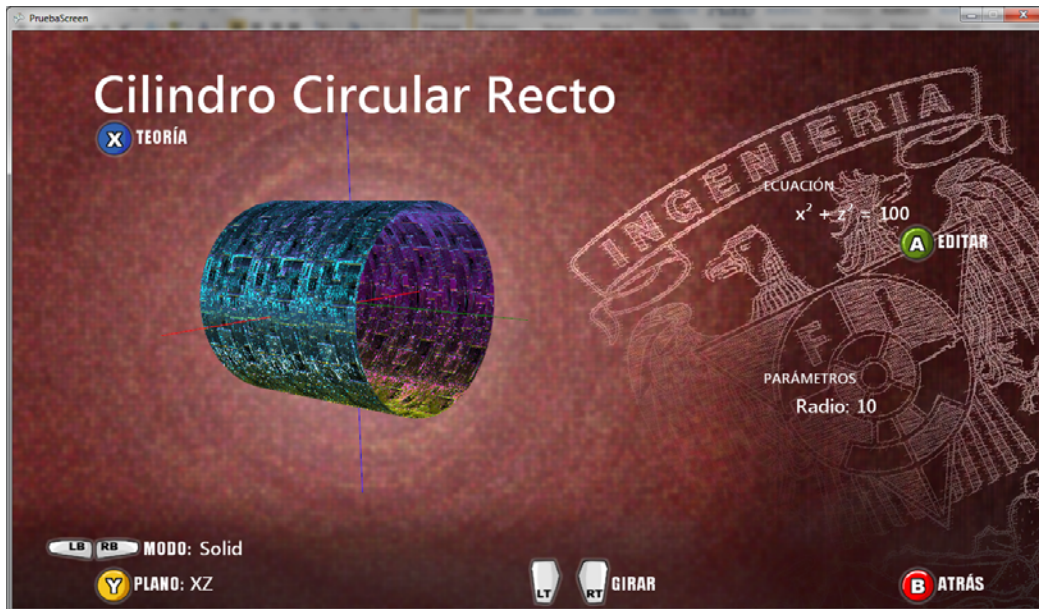 PruebaScreen
Cilindro Circular Recto
X TEORÍA
INGENIERIA
ECUACIÓN
x² + z² = 100
A EDITAR
F I
PARÁMETROS
Radio: 10
LB RB MODO: Solid
Y PLANO: XZ
LT RT GIRAR
B ATRÁS